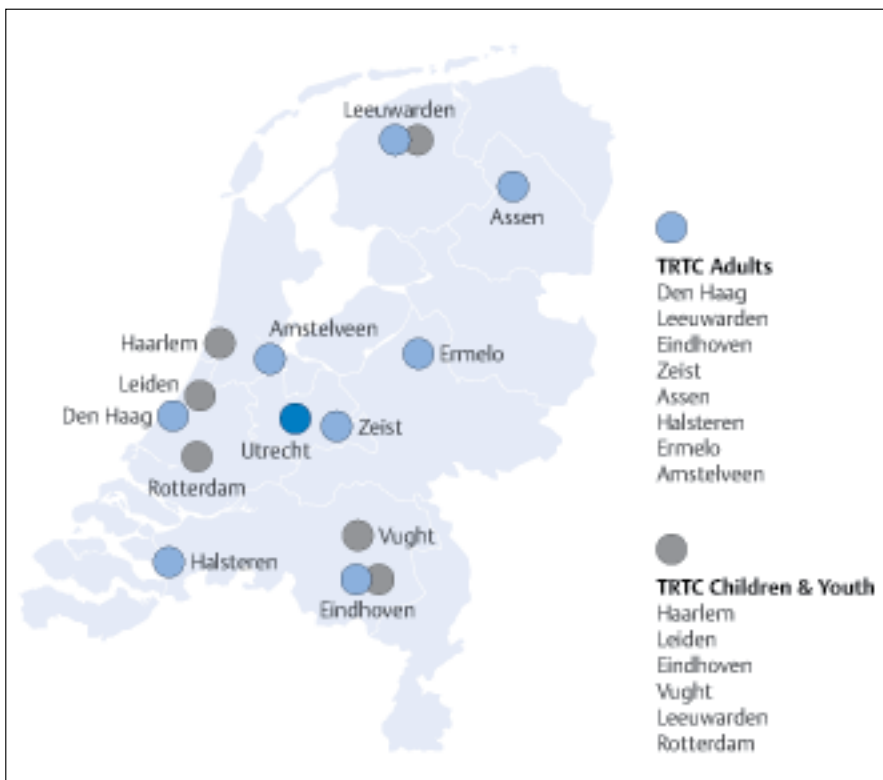 Leeuwarden
Assen
Amstelveen
Haarlem
Ermelo
Leiden
Den Haag
Zeist
Utrecht
Rotterdam
Vught
Halsteren
Eindhoven
TRTC Adults
Den Haag
Leeuwarden
Eindhoven
Zeist
Assen
Halsteren
Ermelo
Amstelveen
TRTC Children & Youth
Haarlem
Leiden
Eindhoven
Vught
Leeuwarden
Rotterdam